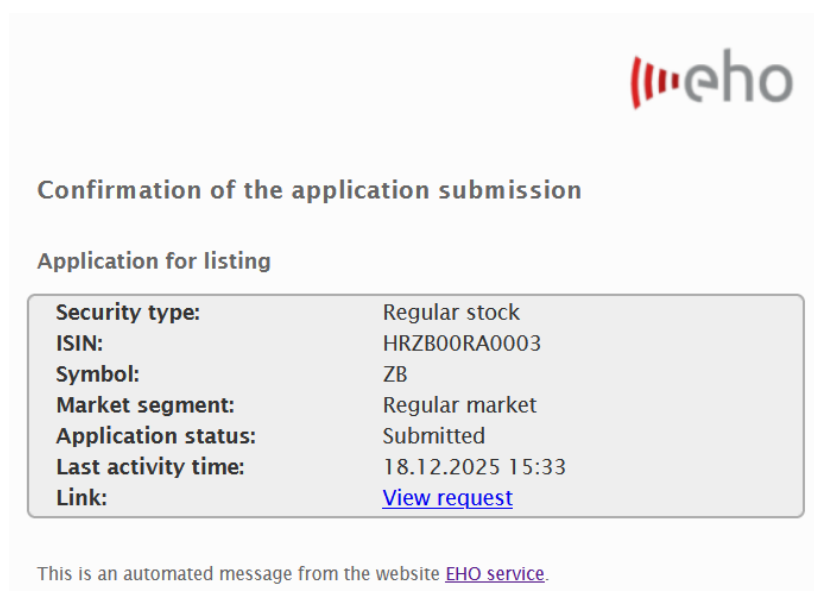 eho
Confirmation of the application submission
Application for listing
Security type: Regular stock
ISIN: HRZB00RA0003
Symbol: ZB
Market segment: Regular market
Application status: Submitted
Last activity time: 18.12.2025 15:33
Link: View request
This is an automated message from the website EHO service.